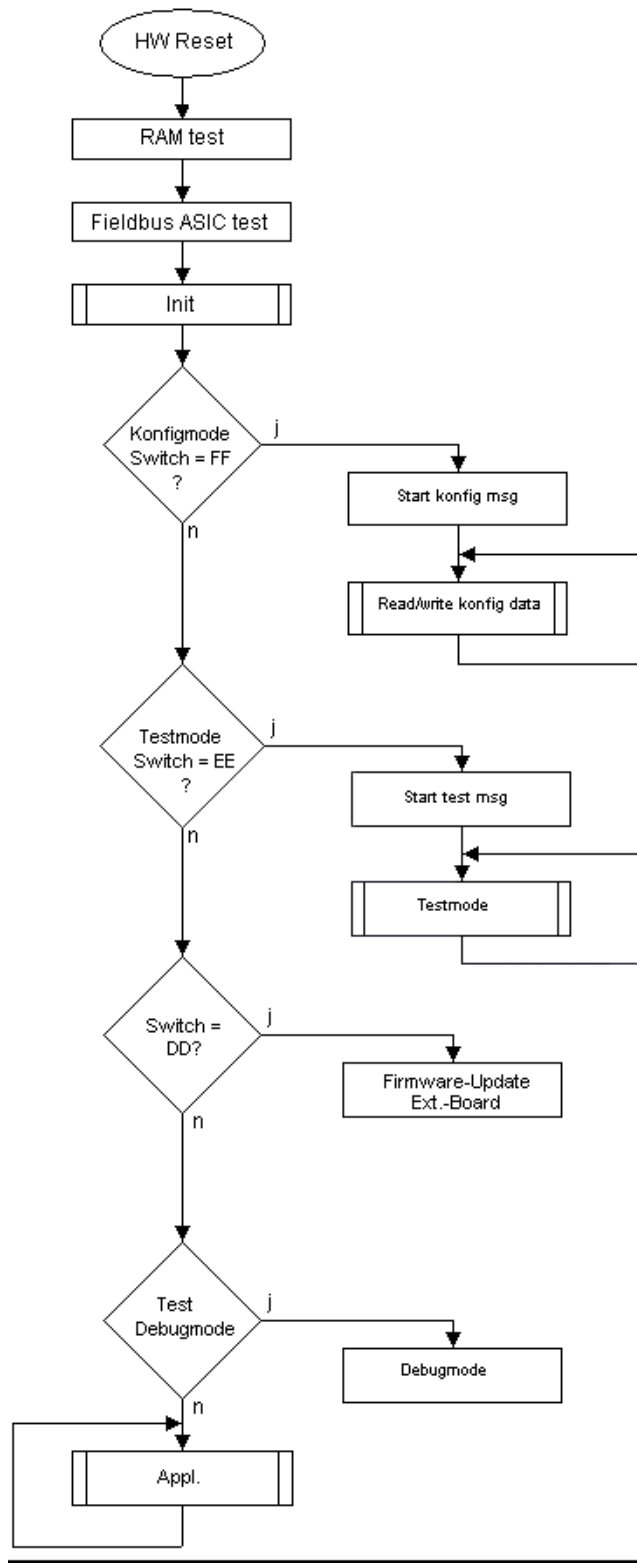 HW Reset
RAM test
Fieldbus ASIC test
Init
Konfigmode
Switch = FF
?
j
n
Start konfig msg
Read/write konfig data
Testmode
Switch = EE
?
j
n
Start test msg
Testmode
Switch =
DD?
j
n
Firmware-Update
Ext.-Board
Test
Debugmode
j
n
Debugmode
Appl.